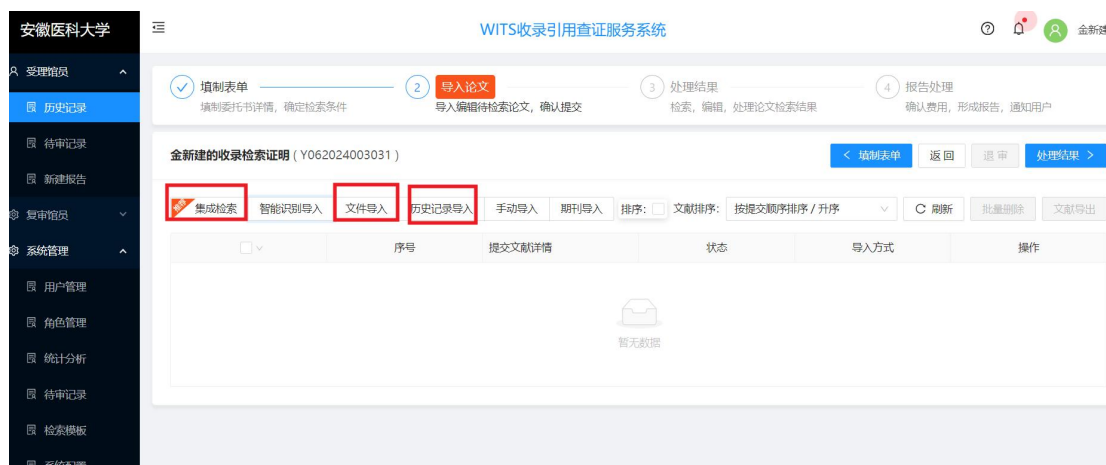 安徽医科大学
WITS收录引用查证服务系统
金新建
受理馆员
历史记录
待审记录
新建报告
复审馆员
系统管理
用户管理
角色管理
统计分析
待审记录
检索模板
系统配置
填制表单
填制委托书详情，确定检索条件
2 导入论文
导入编辑待检索论文，确认提交
3 处理结果
检索，编辑，处理论文检索结果
4 报告处理
确认费用，形成报告，通知用户
金新建的收录检索证明 ( Y062024003031 )
< 填制表单 返回 退审 处理结果 >
集成检索 智能识别导入 文件导入 历史记录导入 手动导入 期刊导入 排序: 文献排序: 按提交顺序排序 / 升序 刷新 批量删除 文献导出
序号 提交文献详情 状态 导入方式 操作
暂无数据